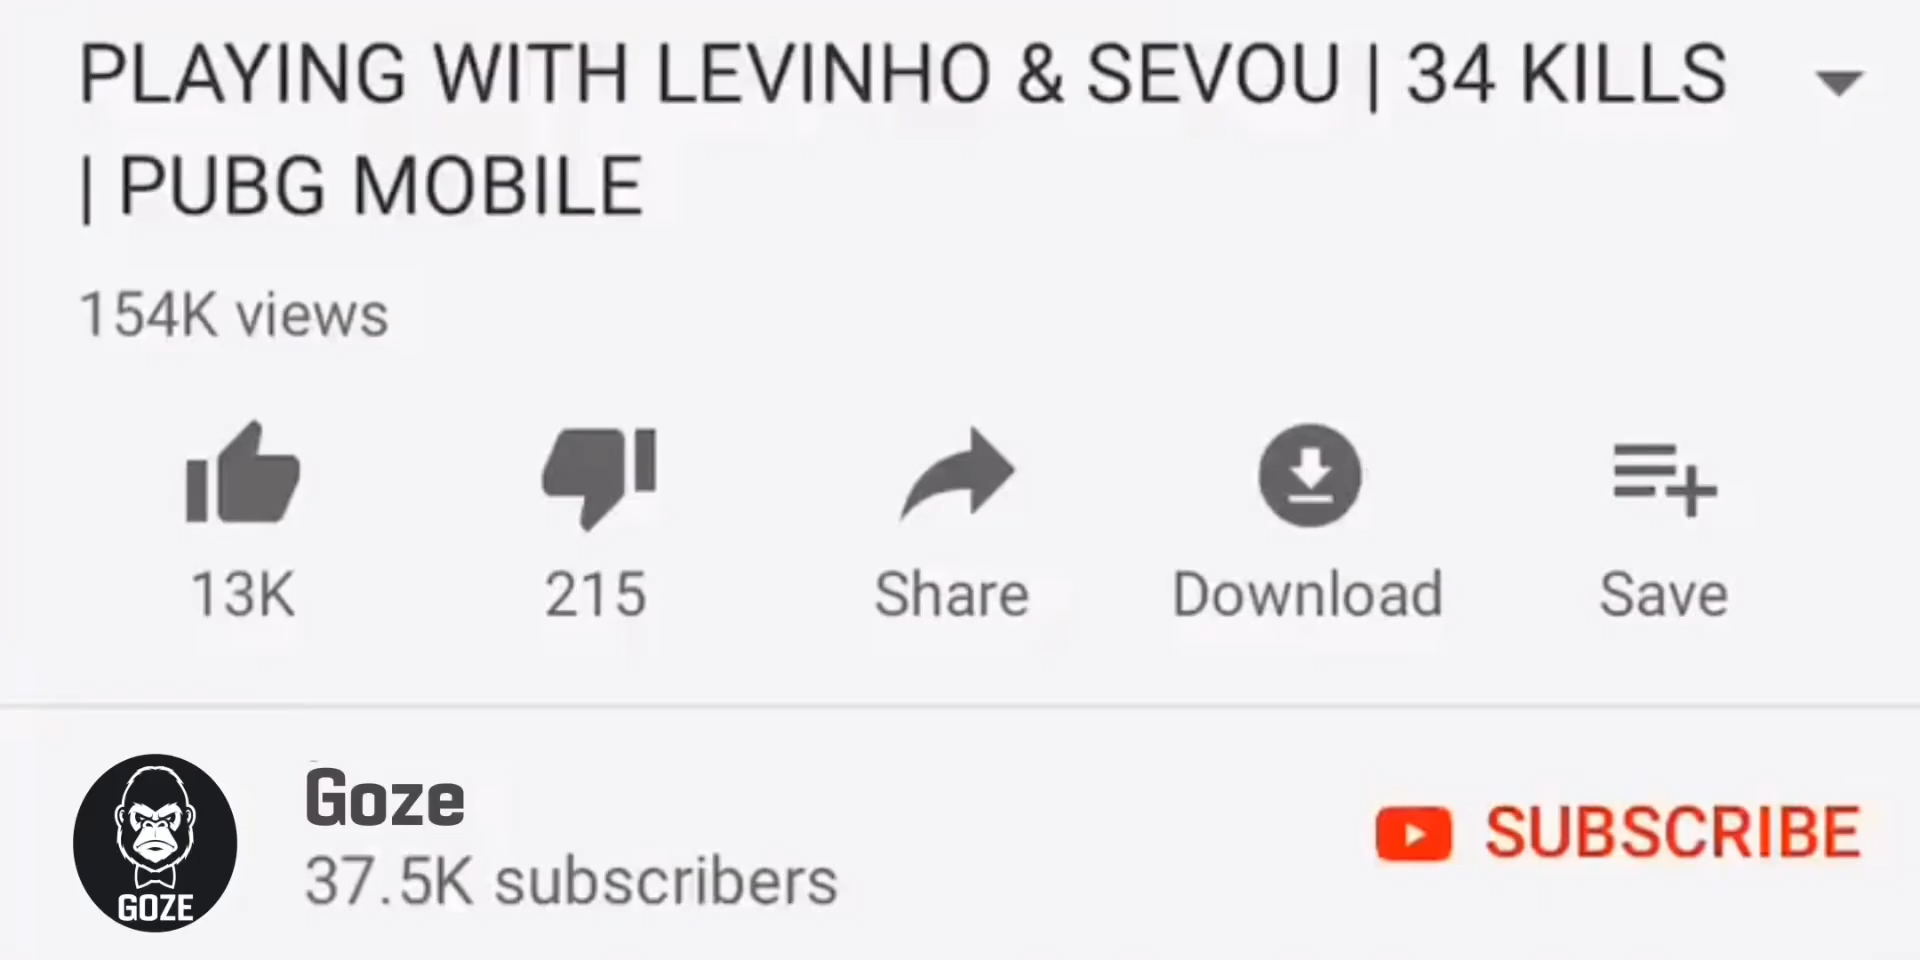 PLAYING WITH LEVINHO & SEVOU | 34 KILLS
| PUBG MOBILE
154K views
13K 215 Share Download Save
GOZE
Goze
37.5K subscribers
SUBSCRIBE